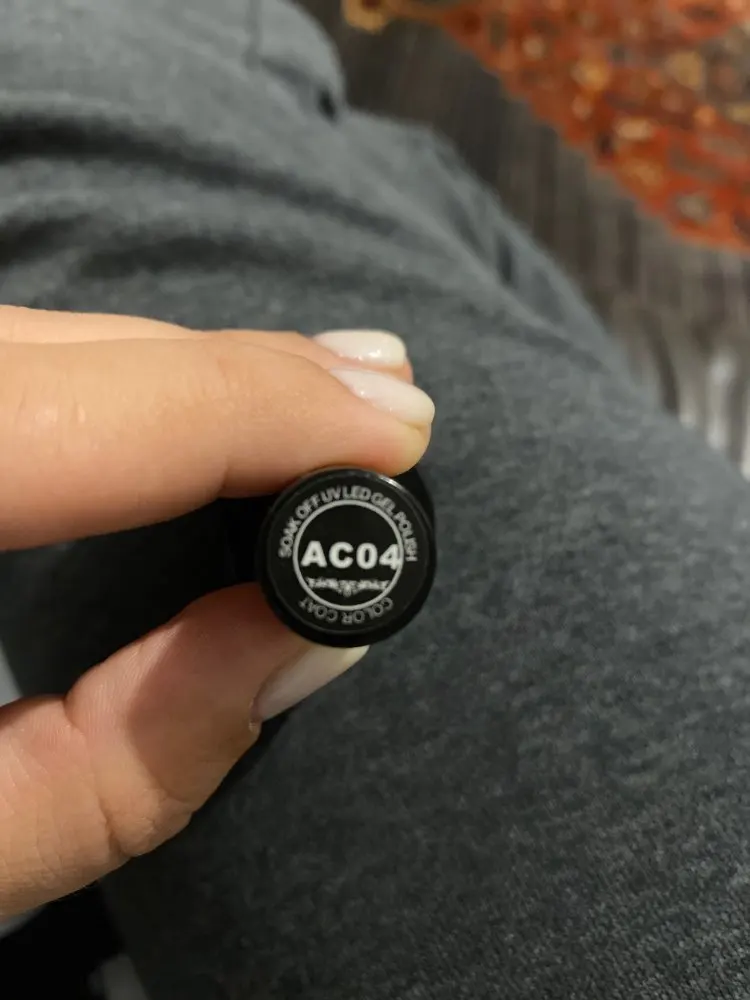 SOAK OFF UV LED GEL POLISH
AC04
COLOR COAT